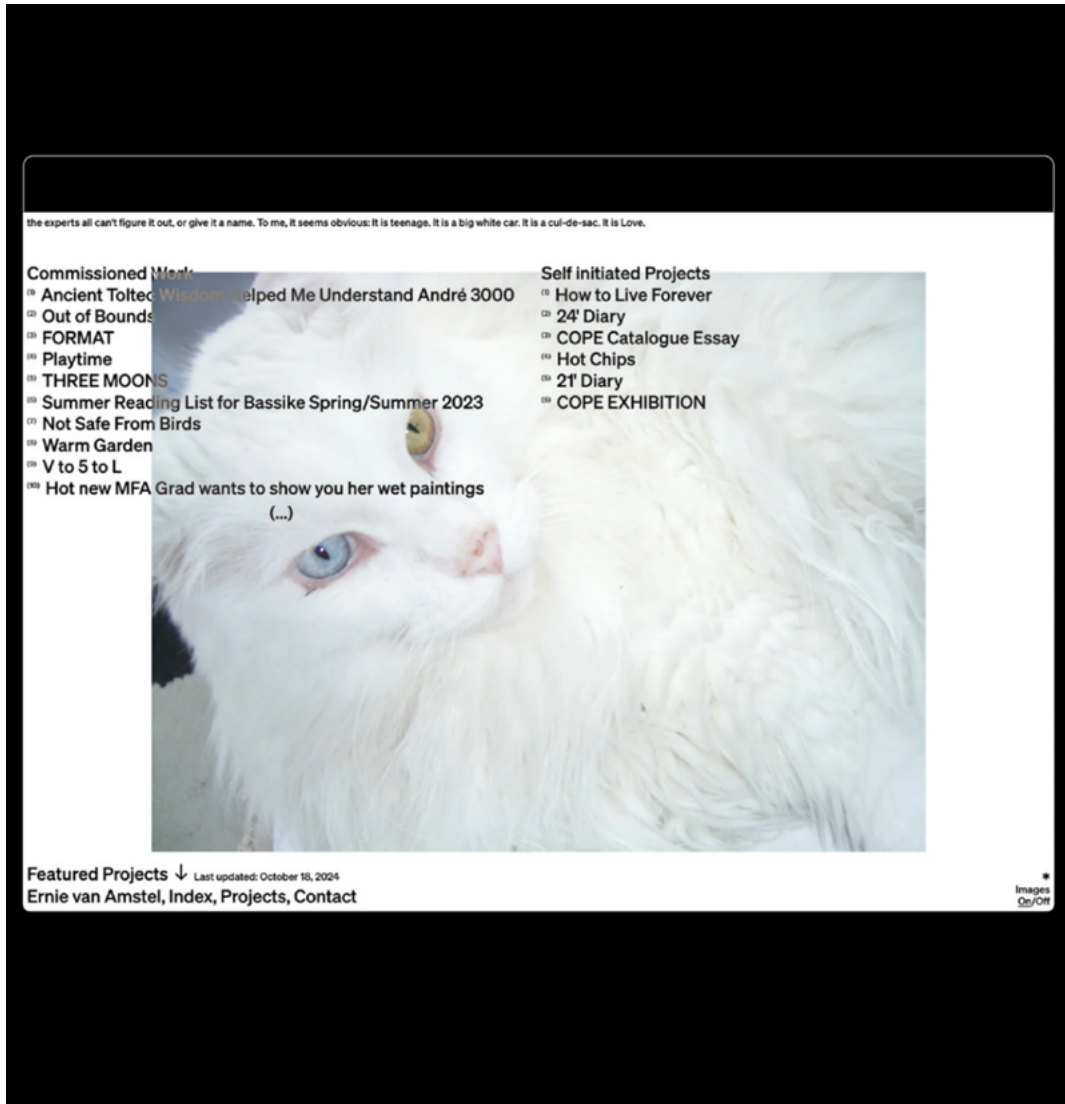 the experts all can't figure it out, or give it a name. To me, it seems obvious: It is teenage. It is a big white car. It is a cul-de-sac. It is Love.
Commissioned Work
(1) Ancient Toltec Wisdom Helped Me Understand André 3000
(2) Out of Bounds
(3) FORMAT
(4) Playtime
(5) THREE MOONS
(6) Summer Reading List for Bassike Spring/Summer 2023
(7) Not Safe From Birds
(8) Warm Garden
(9) V to 5 to L
(10) Hot new MFA Grad wants to show you her wet paintings
(...)
Self initiated Projects
(1) How to Live Forever
(2) 24' Diary
(3) COPE Catalogue Essay
(4) Hot Chips
(5) 21' Diary
(6) COPE EXHIBITION
Featured Projects ↓ Last updated: October 18, 2024
Ernie van Amstel, Index, Projects, Contact
*
Images
On/Off